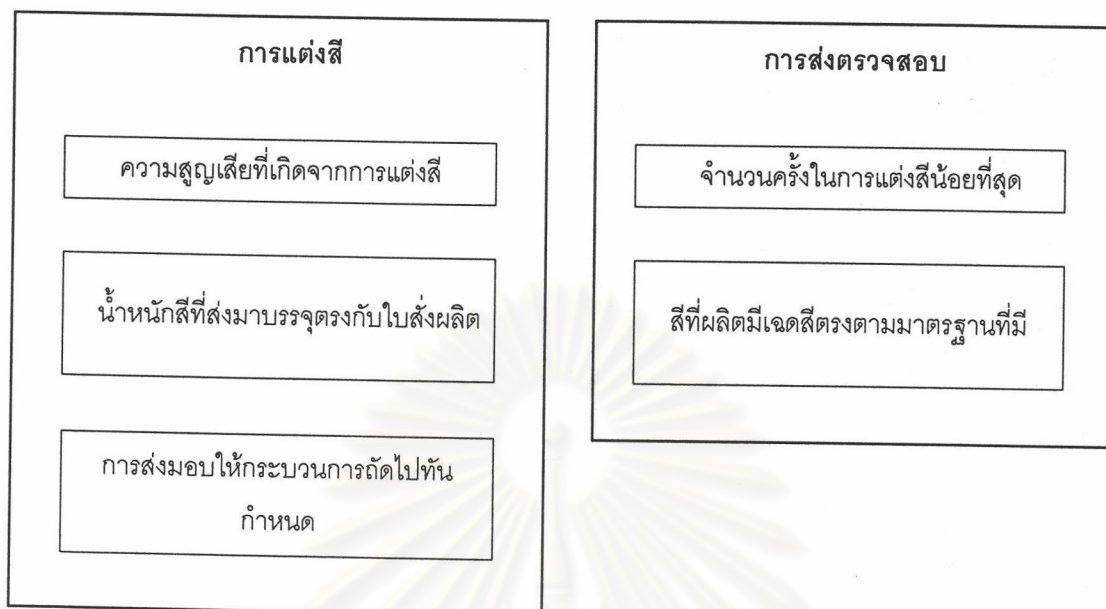 การแต่งสี
ความสูญเสียที่เกิดจากการแต่งสี
น้ำหนักสีที่ส่งมาบรรจุตรงกับใบสั่งผลิต
การส่งมอบให้กระบวนการถัดไปทัน
กำหนด
การส่งตรวจสอบ
จำนวนครั้งในการแต่งสีน้อยที่สุด
สีที่ผลิตมีเฉดสีตรงตามมาตรฐานที่มี